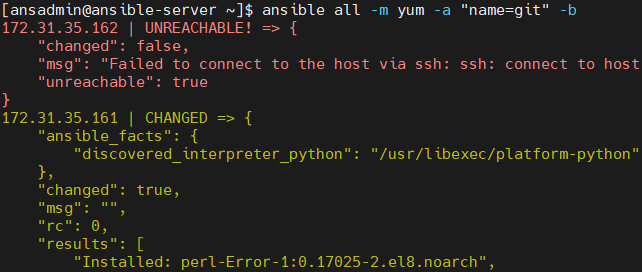 [ansadmin@ansible-server ~]$ ansible all -m yum -a "name=git" -b
172.31.35.162 | UNREACHABLE! => {
    "changed": false,
    "msg": "Failed to connect to the host via ssh: ssh: connect to host
    "unreachable": true
}
172.31.35.161 | CHANGED => {
    "ansible_facts": {
        "discovered_interpreter_python": "/usr/libexec/platform-python"
    },
    "changed": true,
    "msg": "",
    "rc": 0,
    "results": [
        "Installed: perl-Error-1:0.17025-2.el8.noarch",